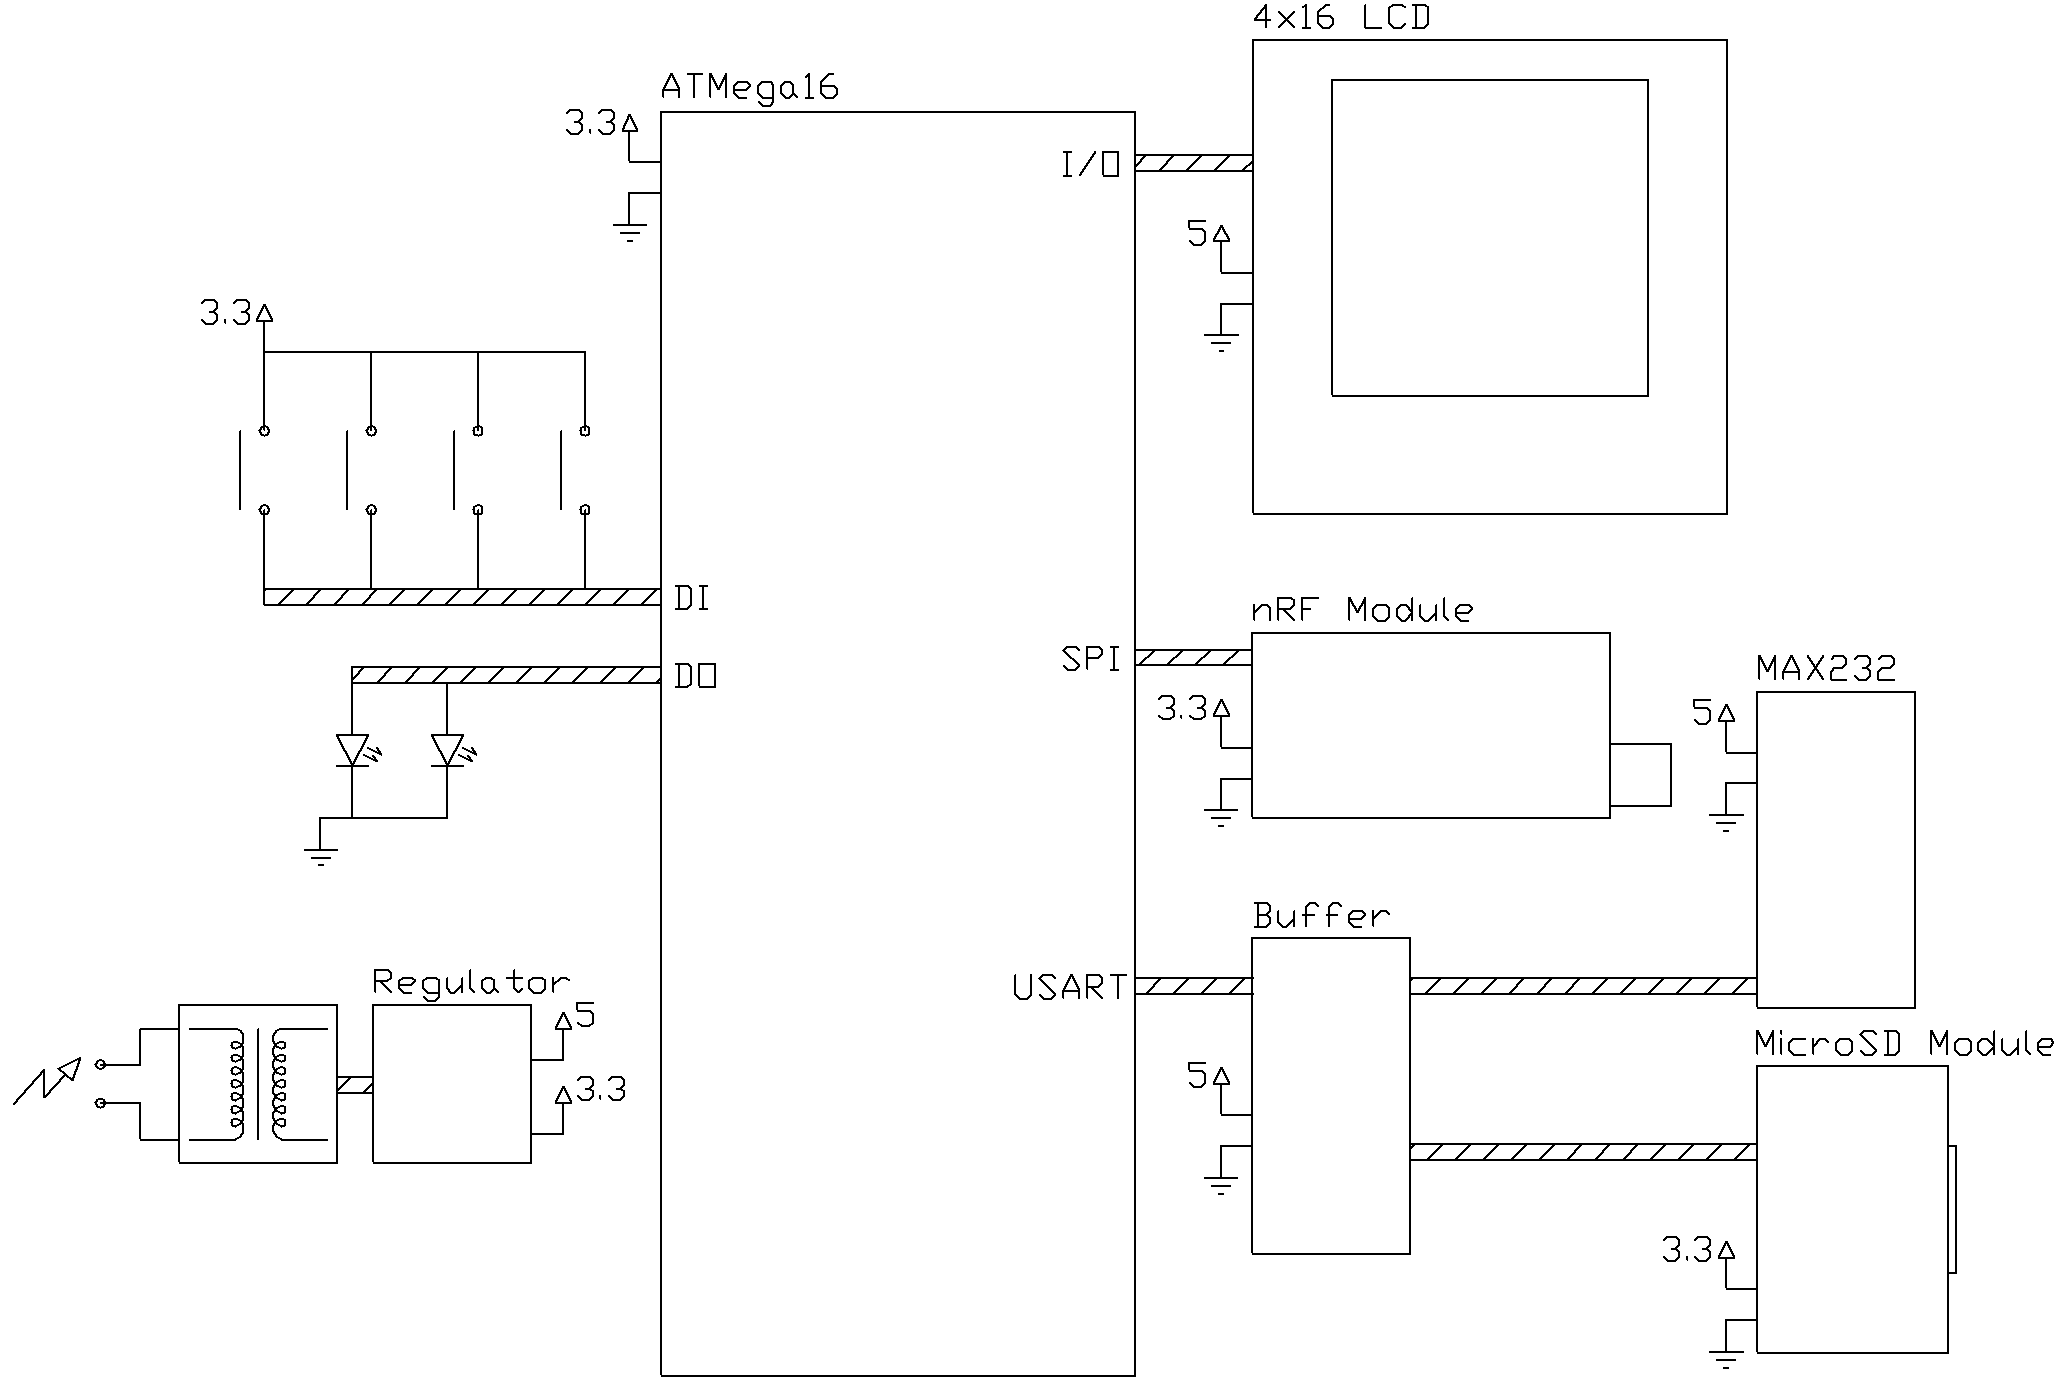 4x16 LCD
ATMega16
3.3
I/O
5
3.3
DI
nRF Module
SPI
DO
MAX232
3.3
5
Buffer
Regulator
USART
5
MicroSD Module
5
3.3
3.3